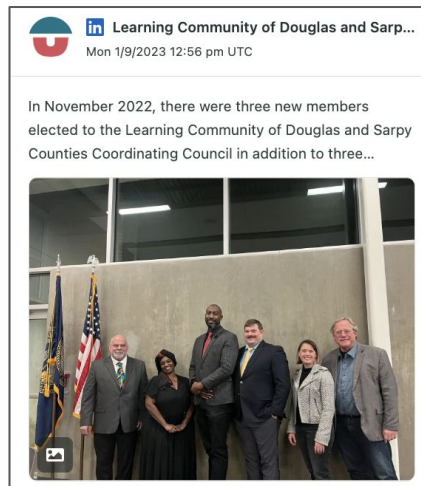 in Learning Community of Douglas and Sarp...
Mon 1/9/2023 12:56 pm UTC
In November 2022, there were three new members
elected to the Learning Community of Douglas and Sarpy
Counties Coordinating Council in addition to three...